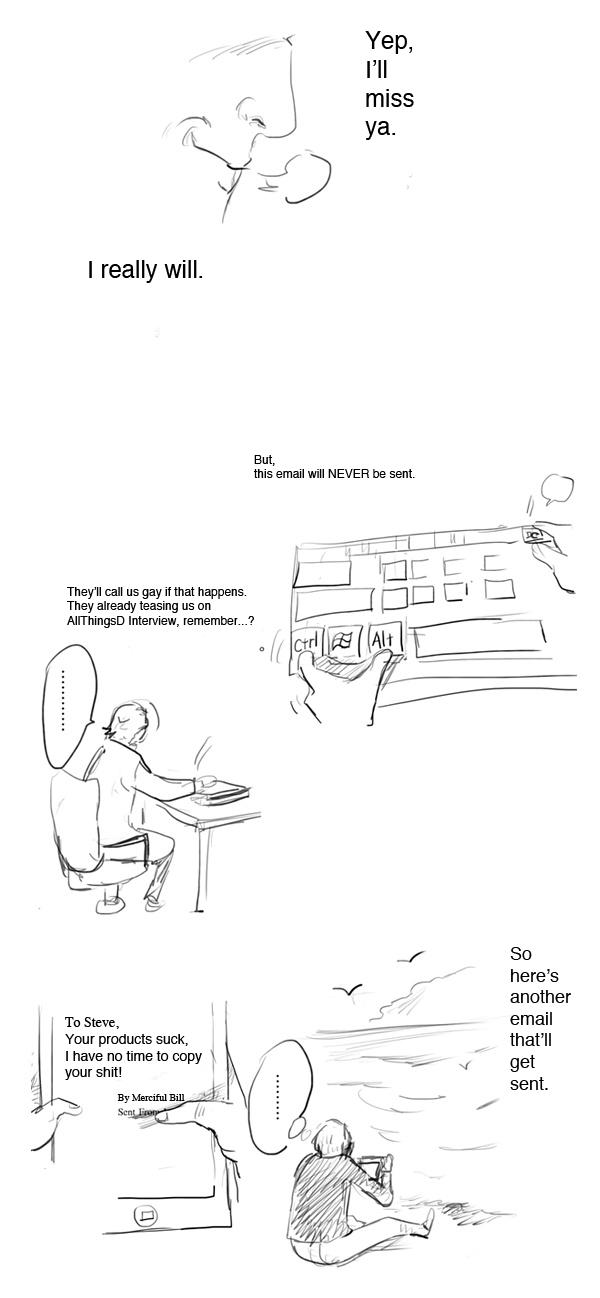 Yep,
I'll
miss
ya.
I really will.
But,
this email will NEVER be sent.
They'll call us gay if that happens.
They already teasing us on
AllThingsD Interview, remember...?
Ctrl
Alt
So
here's
another
email
that'll
get
sent.
To Steve,
Your products suck,
I have no time to copy
your shit!
By Merciful Bill
Sent From